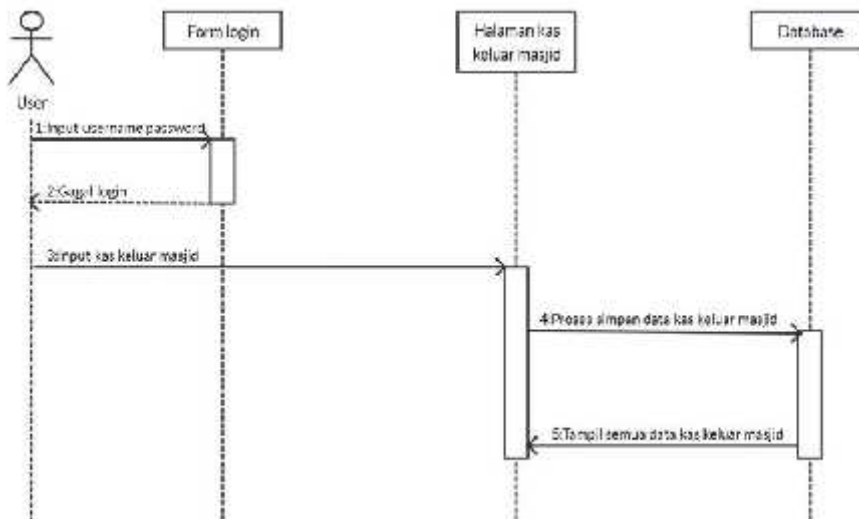 Form login
Halaman kas
keluar masjid
Database
User
1:Input username password
2:Gagal login
3:Input kas keluar masjid
4:Proses simpan data kas keluar masjid
5:Tampil semua data kas keluar masjid